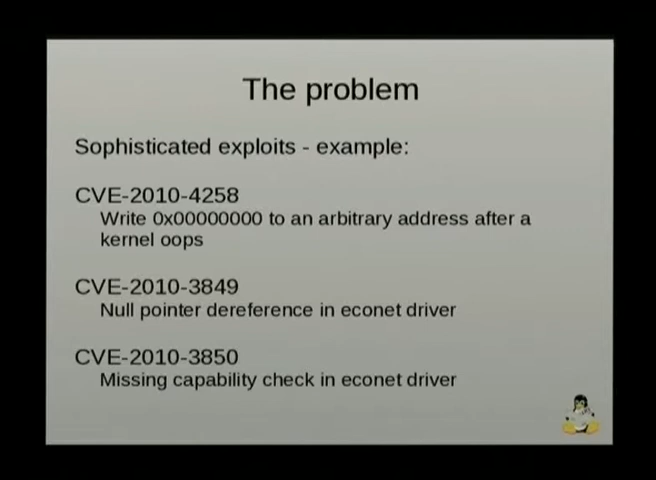 The problem
Sophisticated exploits - example:
CVE-2010-4258
Write 0x00000000 to an arbitrary address after a
kernel oops
CVE-2010-3849
Null pointer dereference in econet driver
CVE-2010-3850
Missing capability check in econet driver